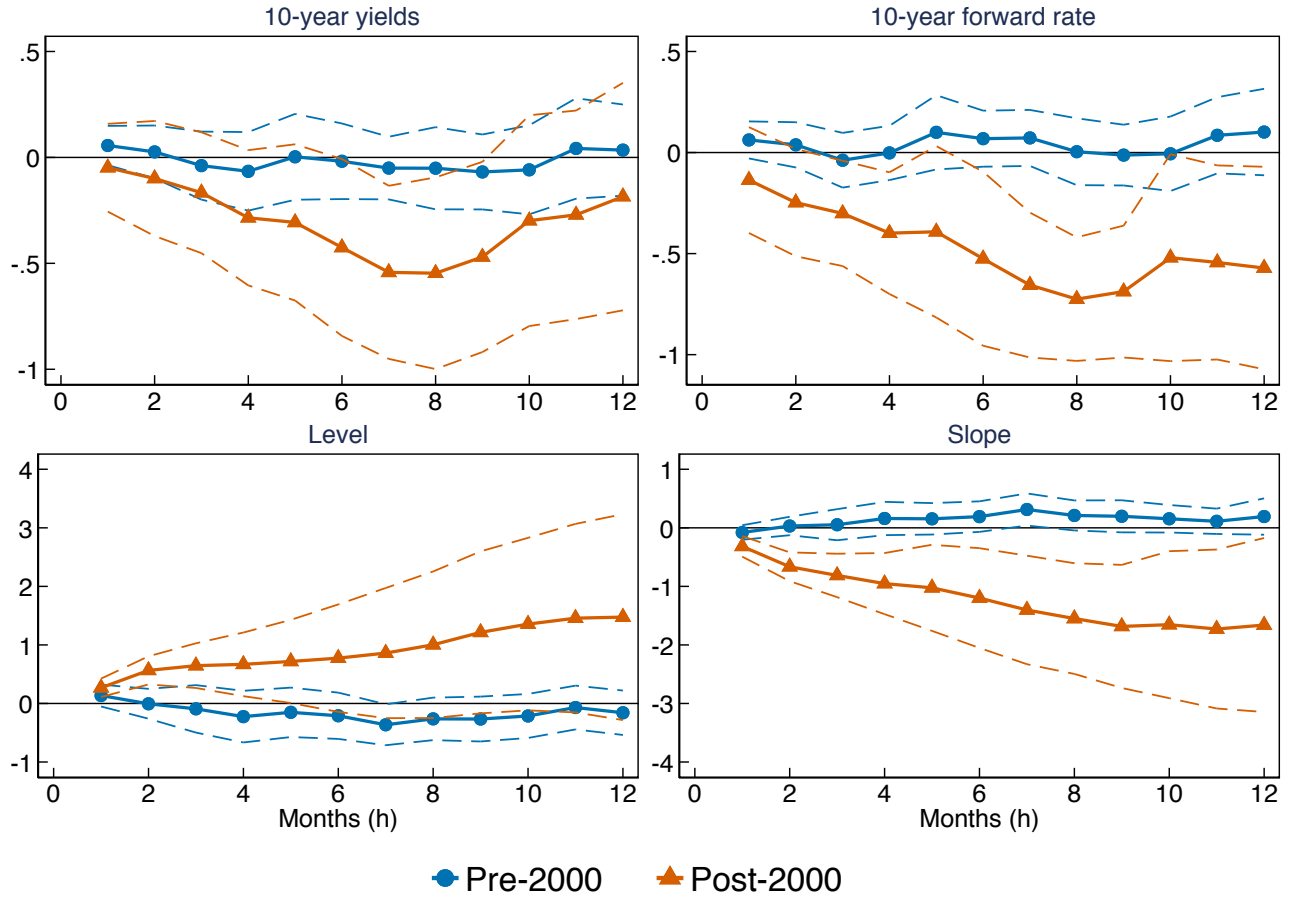 10-year yields
.5
0
-.5
-1
0 2 4 6 8 10 12
10-year forward rate
.5
0
-.5
-1
0 2 4 6 8 10 12
Level
4
3
2
1
0
-1
0 2 4 6 8 10 12
Months (h)
Slope
1
0
-1
-2
-3
-4
0 2 4 6 8 10 12
Months (h)
Pre-2000 Post-2000